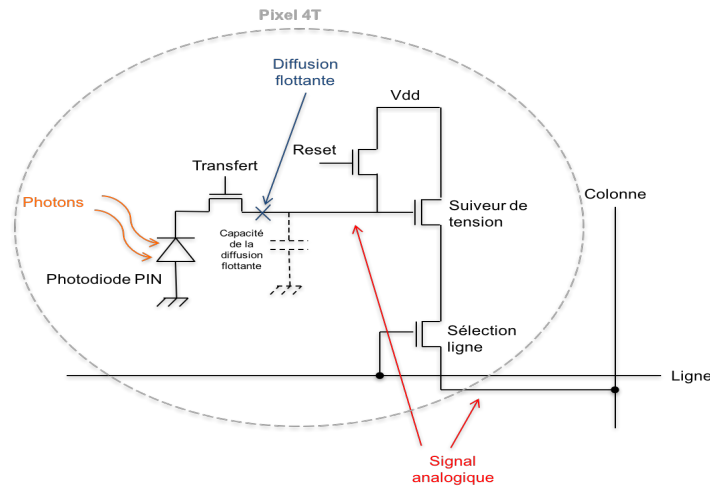 Pixel 4T
Diffusion
flottante
Vdd
Reset
Transfert
Colonne
Photons
Suiveur de
tension
Capacité
de la
diffusion
flottante
Photodiode PIN
Sélection
ligne
Ligne
Signal
analogique